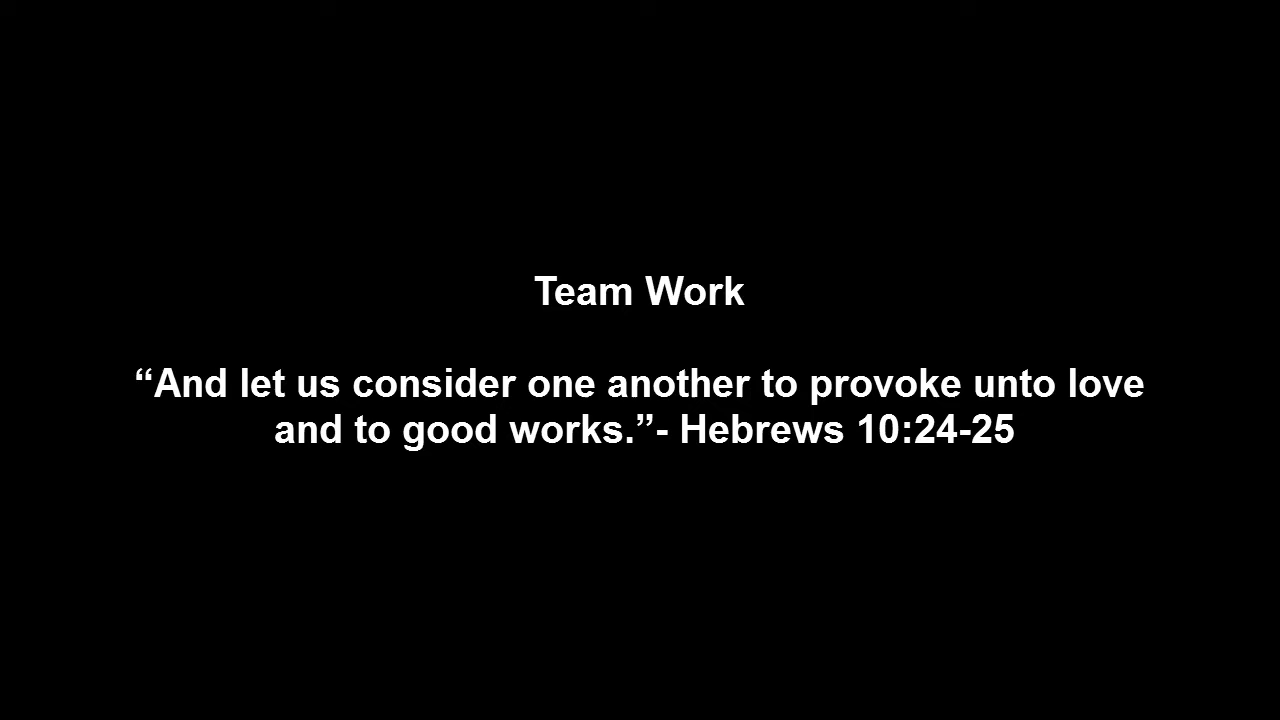 Team Work
“And let us consider one another to provoke unto love
and to good works.”- Hebrews 10:24-25